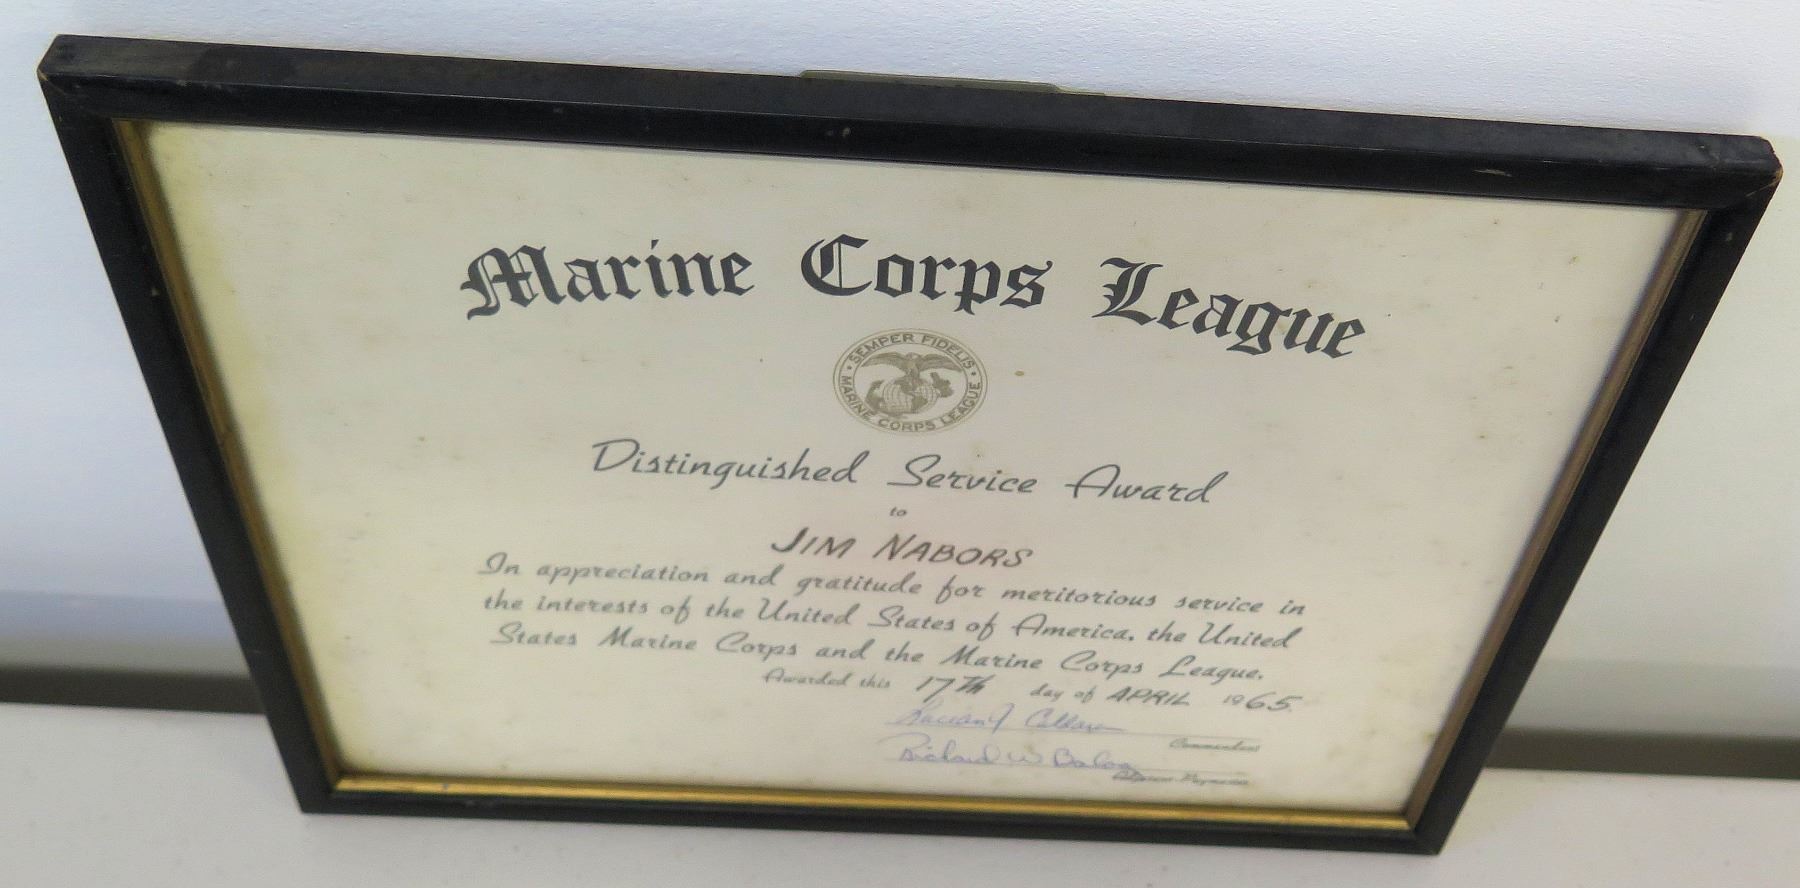 Marine Corps League
SEMPER FIDELIS
MARINE CORPS LEAGUE
Distinguished Service Award
to
JIM NABORS
In appreciation and gratitude for meritorious service in
the interests of the United States of America, the United
States Marine Corps and the Marine Corps League.
Awarded this 17th day of APRIL 1965
Commandant
Richard W